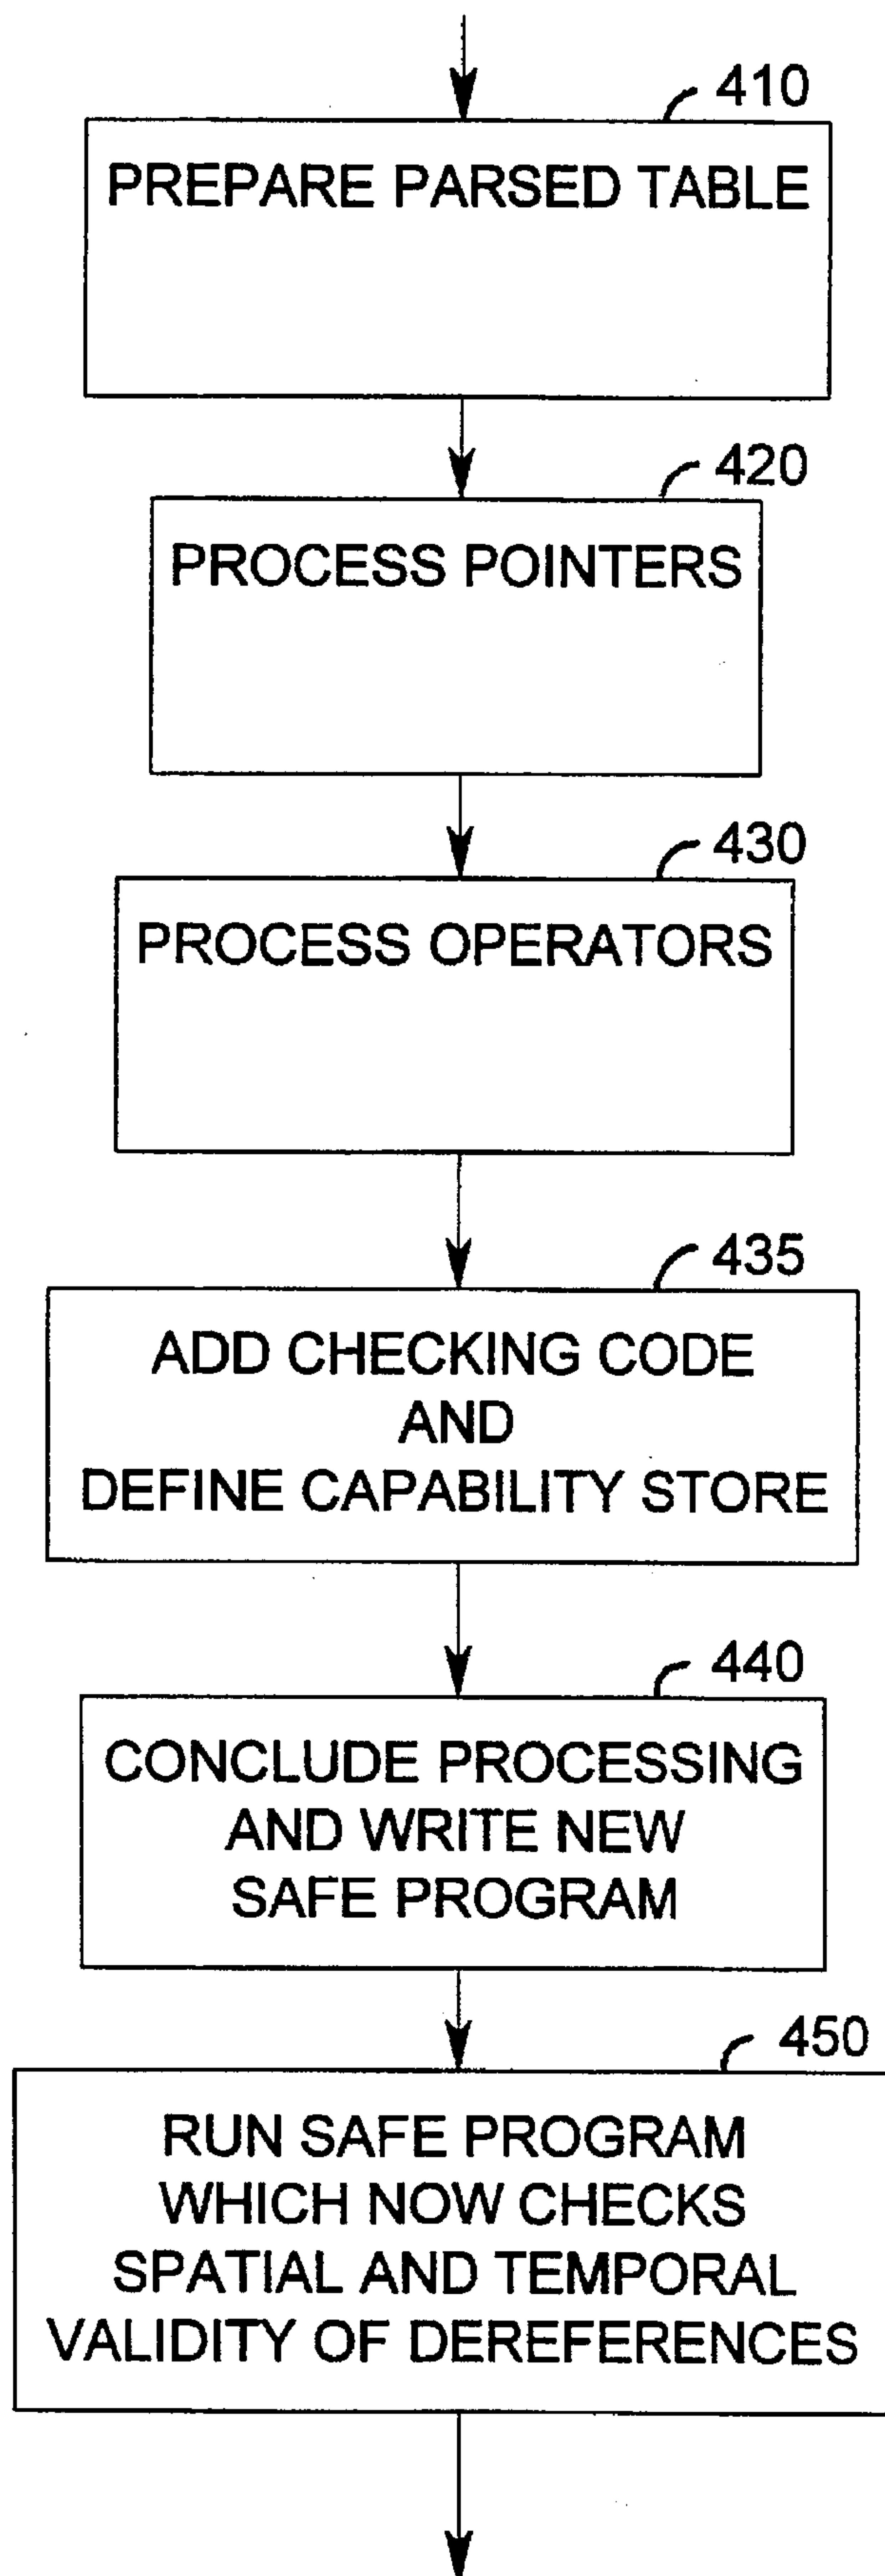 410
PREPARE PARSED TABLE
420
PROCESS POINTERS
430
PROCESS OPERATORS
435
ADD CHECKING CODE
AND
DEFINE CAPABILITY STORE
440
CONCLUDE PROCESSING
AND WRITE NEW
SAFE PROGRAM
450
RUN SAFE PROGRAM
WHICH NOW CHECKS
SPATIAL AND TEMPORAL
VALIDITY OF DEREFERENCES